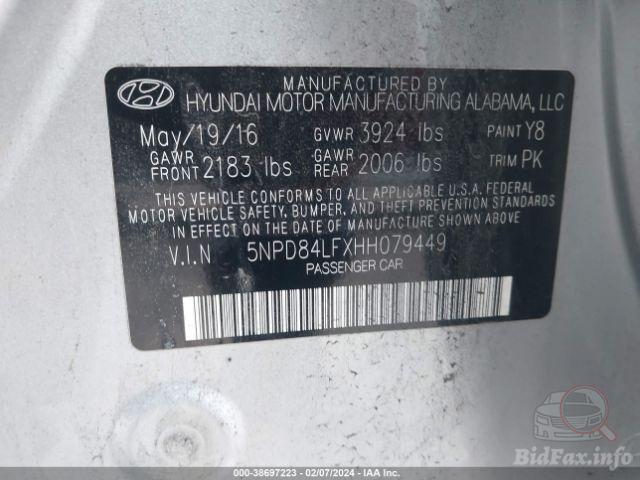 MANUFACTURED BY
HYUNDAI MOTOR MANUFACTURING ALABAMA, LLC
May/19/16 GVWR 3924 lbs PAINT Y8
GAWR FRONT 2183 lbs GAWR REAR 2006 lbs TRIM PK
THIS VEHICLE CONFORMS TO ALL APPLICABLE U.S.A. FEDERAL
MOTOR VEHICLE SAFETY, BUMPER, AND THEFT PREVENTION STANDARDS
IN EFFECT ON THE DATE OF MANUFACTURE SHOWN ABOVE.
V.I.N 5NPD84LFXHH079449
PASSENGER CAR
BidFax.info
000-38697223 - 02/07/2024 - IAA Inc.